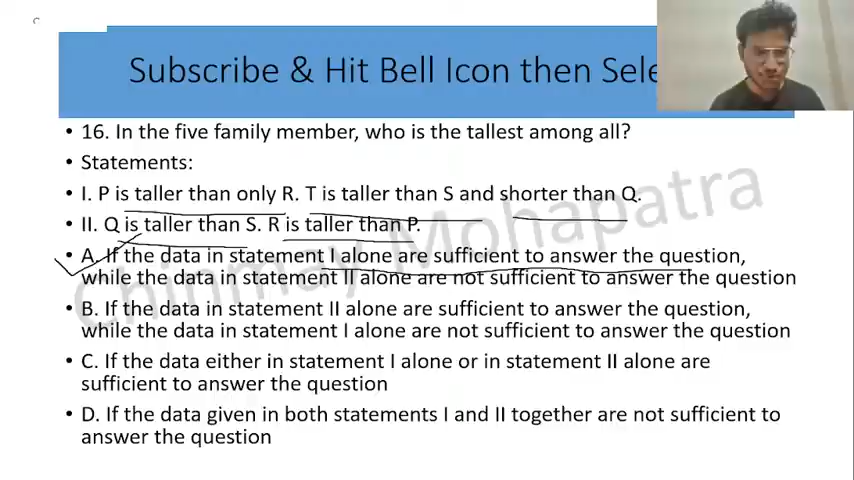 Subscribe & Hit Bell Icon then Sele
• 16. In the five family member, who is the tallest among all?
• Statements:
• I. P is taller than only R. T is taller than S and shorter than Q.
• II. Q is taller than S. R is taller than P.
• A. If the data in statement I alone are sufficient to answer the question,
while the data in statement II alone are not sufficient to answer the question
• B. If the data in statement II alone are sufficient to answer the question,
while the data in statement I alone are not sufficient to answer the question
• C. If the data either in statement I alone or in statement II alone are
sufficient to answer the question
• D. If the data given in both statements I and II together are not sufficient to
answer the question
Chinmay Mohapatra